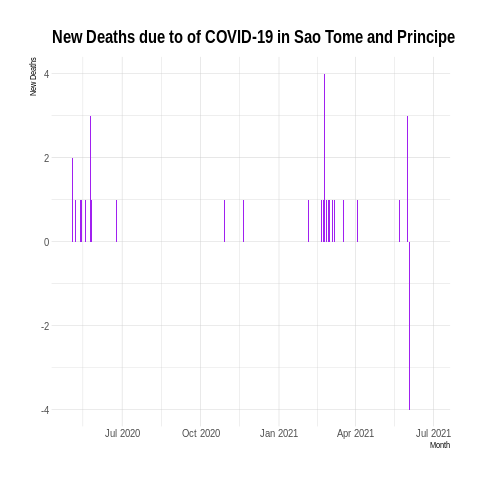 New Deaths due to of COVID-19 in Sao Tome and Principe
New Deaths
4
2
0
-2
-4
Jul 2020 Oct 2020 Jan 2021 Apr 2021 Jul 2021
Month